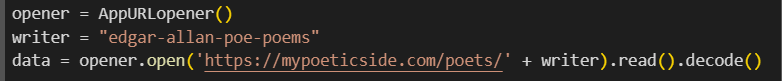 opener = AppURLopener()
writer = "edgar-allan-poe-poems"
data = opener.open('https://mypoeticside.com/poets/' + writer).read().decode()